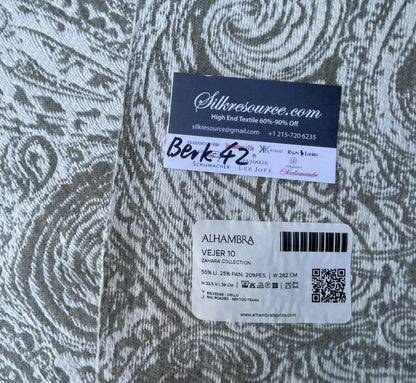 Silkresource.com
High End Textile 60%-90% Off
silkresource@gmail.com +1 215-720 6235
Berk 42
RALPH LAUREN
SCHUMACHER LEE JOFA Scalamandre
ALHAMBRA
VEJER 10
ZAHARA COLLECTION
55% LI. 25% PAN. 20%PES. | W 282 CM
www.alhambrafabrics.com